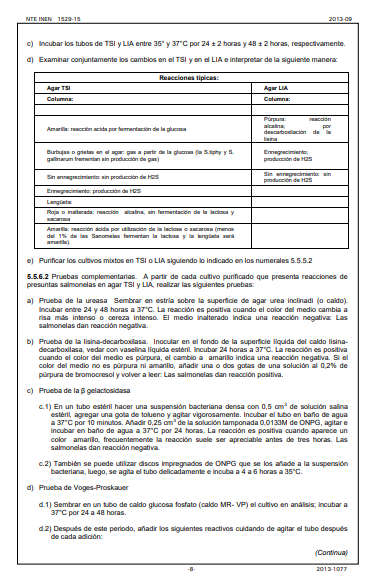 NTE INEN 1529-15 2013-09
c) Incubar los tubos de TSI y LIA entre 35° y 37°C por 24 ± 2 horas y 48 ± 2 horas, respectivamente.
d) Examinar conjuntamente los cambios en el TSI y en el LIA e interpretar de la siguiente manera:
Reacciones típicas:
Agar TSI Agar LIA
Columna: Columna:
Amarilla: reacción acida por fermentación de la glucosa
Púrpura: reacción
alcalina; por
descarboxilación de la
lisina
Burbujas o grietas en el agar: gas a partir de la glucosa (la S.tiphy y S.
gallinarum frementan sin producción de gas)
Ennegrecimiento;
producción de H2S
Sin ennegrecimiento: sin producción de H2S
Sin ennegrecimiento: sin
producción de H2S
Ennegrecimiento: producción de H2S
Lengüeta:
Roja o inalterada: reacción alcalina, sin fermentación de la lactosa y
sacarosa
Amarilla: reacción ácida por utilización de la lactosa o sacarosa (menos
del 1% de las Sanomelas fermentan la lactosa y la lengüeta será
amarilla).
e) Purificar los cultivos mixtos en TSI o LIA siguiendo lo indicado en los numerales 5.5.5.2
5.5.6.2 Pruebas complementarias. A partir de cada cultivo purificado que presenta reacciones de
presuntas salmonelas en agar TSI y LIA, realizar las siguientes pruebas:
a) Prueba de la ureasa Sembrar en estría sobre la superficie de agar urea inclinadi (o caldo).
Incubar entre 24 y 48 horas a 37°C. La reacción es positiva cuando el color del medio cambia a
risa más intenso o cereza intenso. El medio inalterado indica una reacción negativa: Las
salmonelas dan reacción negativa.
b) Prueba de la lisina-decarboxilasa. Inocular en el fondo de la superficie líquida del caldo lisina-
decarboxilasa, vedar con vaselina líquida estéril. Incubar 24 horas a 37°C. La reacción es positiva
cuando el color del medio es púrpura, el cambio a amarillo indica una reacción negativa. Si el
color del medio no es púrpura ni amarillo, añadir una o dos gotas de una solución al 0,2% de
púrpura de bromocresol y volver a leer: Las salmonelas dan reacción positiva.
c) Prueba de la β gelactosidasa
c.1) En un tubo estéril hacer una suspensión bacteriana densa con 0,5 cm³ de solución salina
estéril, agregar una gota de tolueno y agitar vigorosamente. Incubar el tubo en baño de agua
a 37°C por 10 minutos. Añadir 0,25 cm³ de la solución tamponada 0,0133M de ONPG, agitar e
incubar en baño de agua a 37°C por 24 horas. La reacción es positiva cuando aparece un
color amarillo, frecuentemente la reacción suele ser apreciable antes de tres horas. Las
salmonelas dan reacción negativa.
c.2) También se puede utilizar discos impregnados de ONPG que se los añade a la suspensión
bacteriana, luego, se agita el tubo delicadamente e incuba a 4 a 6 horas a 35°C.
d) Prueba de Voges-Proskauer
d.1) Sembrar en un tubo de caldo glucosa fosfato (caldo MR- VP) el cultivo en análisis; incubar a
37°C por 24 a 48 horas.
d.2) Después de este periodo, añadir los siguientes reactivos cuidando de agitar el tubo después
de cada adición:
(Continua)
-8- 2013-1077